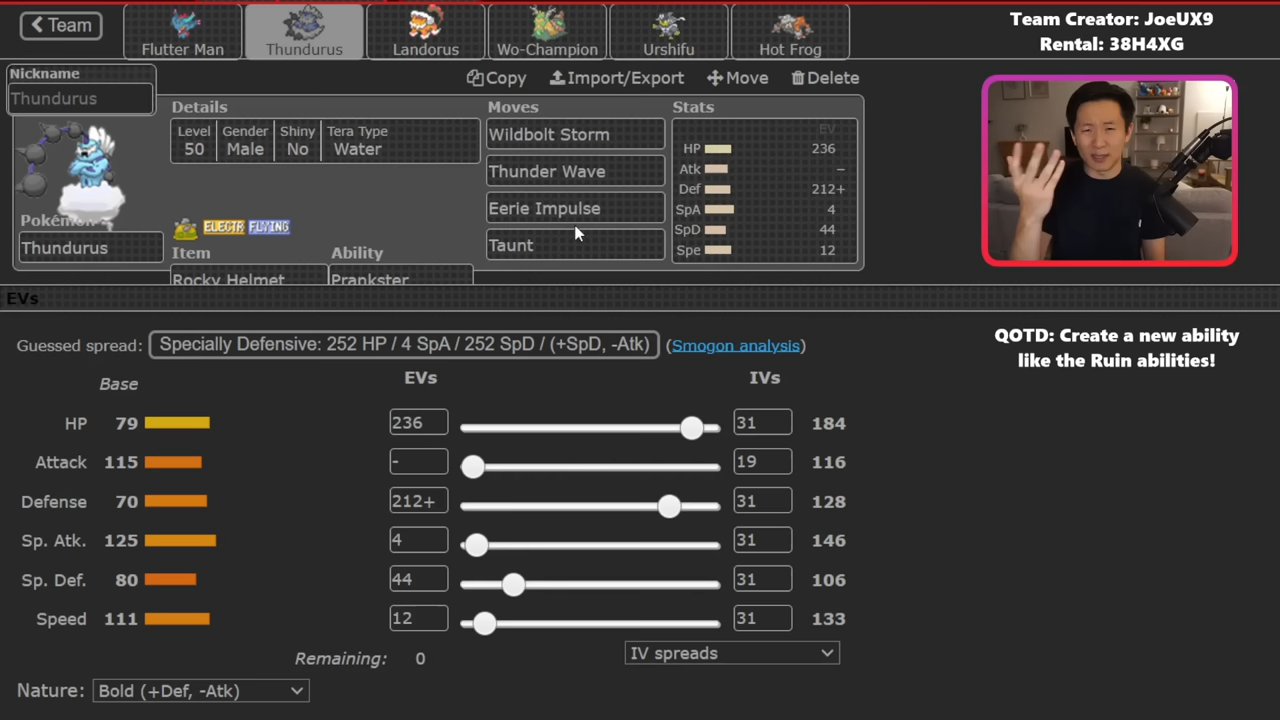 Team
Flutter Man
Thundurus
Landorus
Wo-Champion
Urshifu
Hot Frog
Team Creator: JoeUX9
Rental: 38H4XG
Nickname
Thundurus
Copy
Import/Export
Move
Delete
Details
Level Gender Shiny Tera Type
50 Male No Water
Moves
Wildbolt Storm
Thunder Wave
Eerie Impulse
Taunt
Stats
EV
HP 236
Atk –
Def 212+
SpA 4
SpD 44
Spe 12
Pokémon
Thundurus
ELECTR FLYING
Item
Rocky Helmet
Ability
Prankster
EVs
Guessed spread: Specially Defensive: 252 HP / 4 SpA / 252 SpD / (+SpD, -Atk) (Smogon analysis)
Base EVs IVs
HP 79 236 31 184
Attack 115 - 19 116
Defense 70 212+ 31 128
Sp. Atk. 125 4 31 146
Sp. Def. 80 44 31 106
Speed 111 12 31 133
Remaining: 0
IV spreads
Nature: Bold (+Def, -Atk)
QOTD: Create a new ability
like the Ruin abilities!